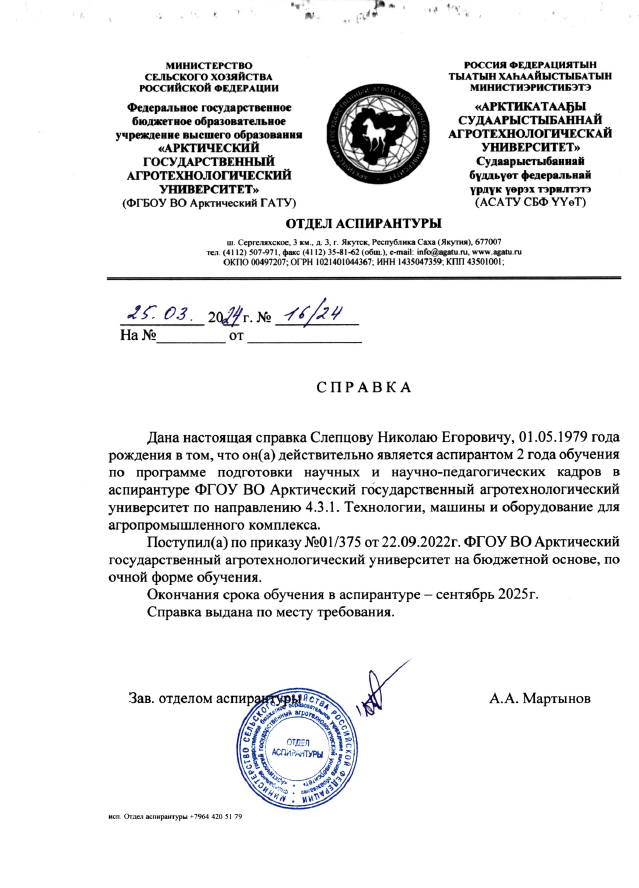 МИНИСТЕРСТВО
СЕЛЬСКОГО ХОЗЯЙСТВА
РОССИЙСКОЙ ФЕДЕРАЦИИ
Федеральное государственное
бюджетное образовательное
учреждение высшего образования
«АРКТИЧЕСКИЙ
ГОСУДАРСТВЕННЫЙ
АГРОТЕХНОЛОГИЧЕСКИЙ
УНИВЕРСИТЕТ»
(ФГБОУ ВО Арктический ГАТУ)
РОССИЯ ФЕДЕРАЦИЯТЫН
ТЫАТЫН ХАҺААЙЫСТЫБАТЫН
МИНИСТИЭРИСТИБЭТЭ
«АРКТИКАТААҔЫ
СУДААРЫСТЫБАННАЙ
АГРОТЕХНОЛОГИЧЕСКАЙ
УНИВЕРСИТЕТ»
Судаарыстыбаннай
бүддьүөт федеральнай
үрдүк үөрэх тэрилтэтэ
(АСАТУ СБФ ҮҮөТ)
ОТДЕЛ АСПИРАНТУРЫ
ш. Сергеляхское, 3 км., д. 3, г. Якутск, Республика Саха (Якутия), 677007
тел. (4112) 507-971, факс (4112) 35-81-62 (общ.), e-mail: info@agatu.ru, www.agatu.ru
ОКПО 00497207; ОГРН 1021401044367; ИНН 1435047359; КПП 43501001;
25.03. 2024 г. № 16/24
На № от
СПРАВКА
Дана настоящая справка Слепцову Николаю Егоровичу, 01.05.1979 года
рождения в том, что он(а) действительно является аспирантом 2 года обучения
по программе подготовки научных и научно-педагогических кадров в
аспирантуре ФГОУ ВО Арктический государственный агротехнологический
университет по направлению 4.3.1. Технологии, машины и оборудование для
агропромышленного комплекса.
Поступил(а) по приказу №01/375 от 22.09.2022г. ФГОУ ВО Арктический
государственный агротехнологический университет на бюджетной основе, по
очной форме обучения.
Окончания срока обучения в аспирантуре – сентябрь 2025г.
Справка выдана по месту требования.
Зав. отделом аспирантуры А.А. Мартынов
ОТДЕЛ
АСПИРАНТУРЫ
МИНИСТЕРСТВО СЕЛЬСКОГО ХОЗЯЙСТВА РОССИЙСКОЙ ФЕДЕРАЦИИ
исп. Отдел аспирантуры +7964 420 51 79